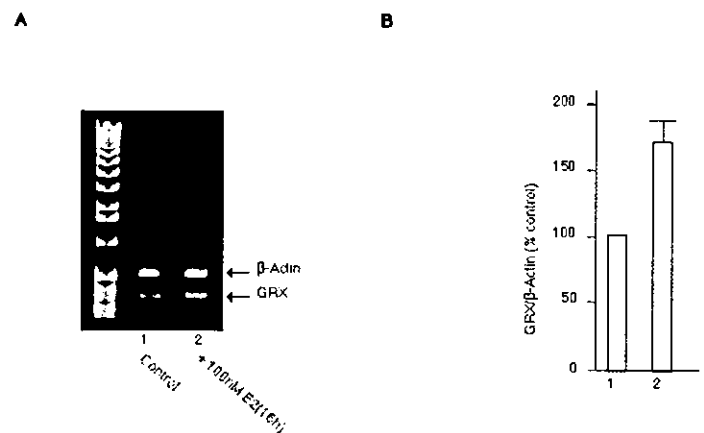 A
B
β-Actin
GRX
1
2
Control
+ 100nM E2(16h)
GRX/β-Actin (% control)
200
150
100
50
0
1
2